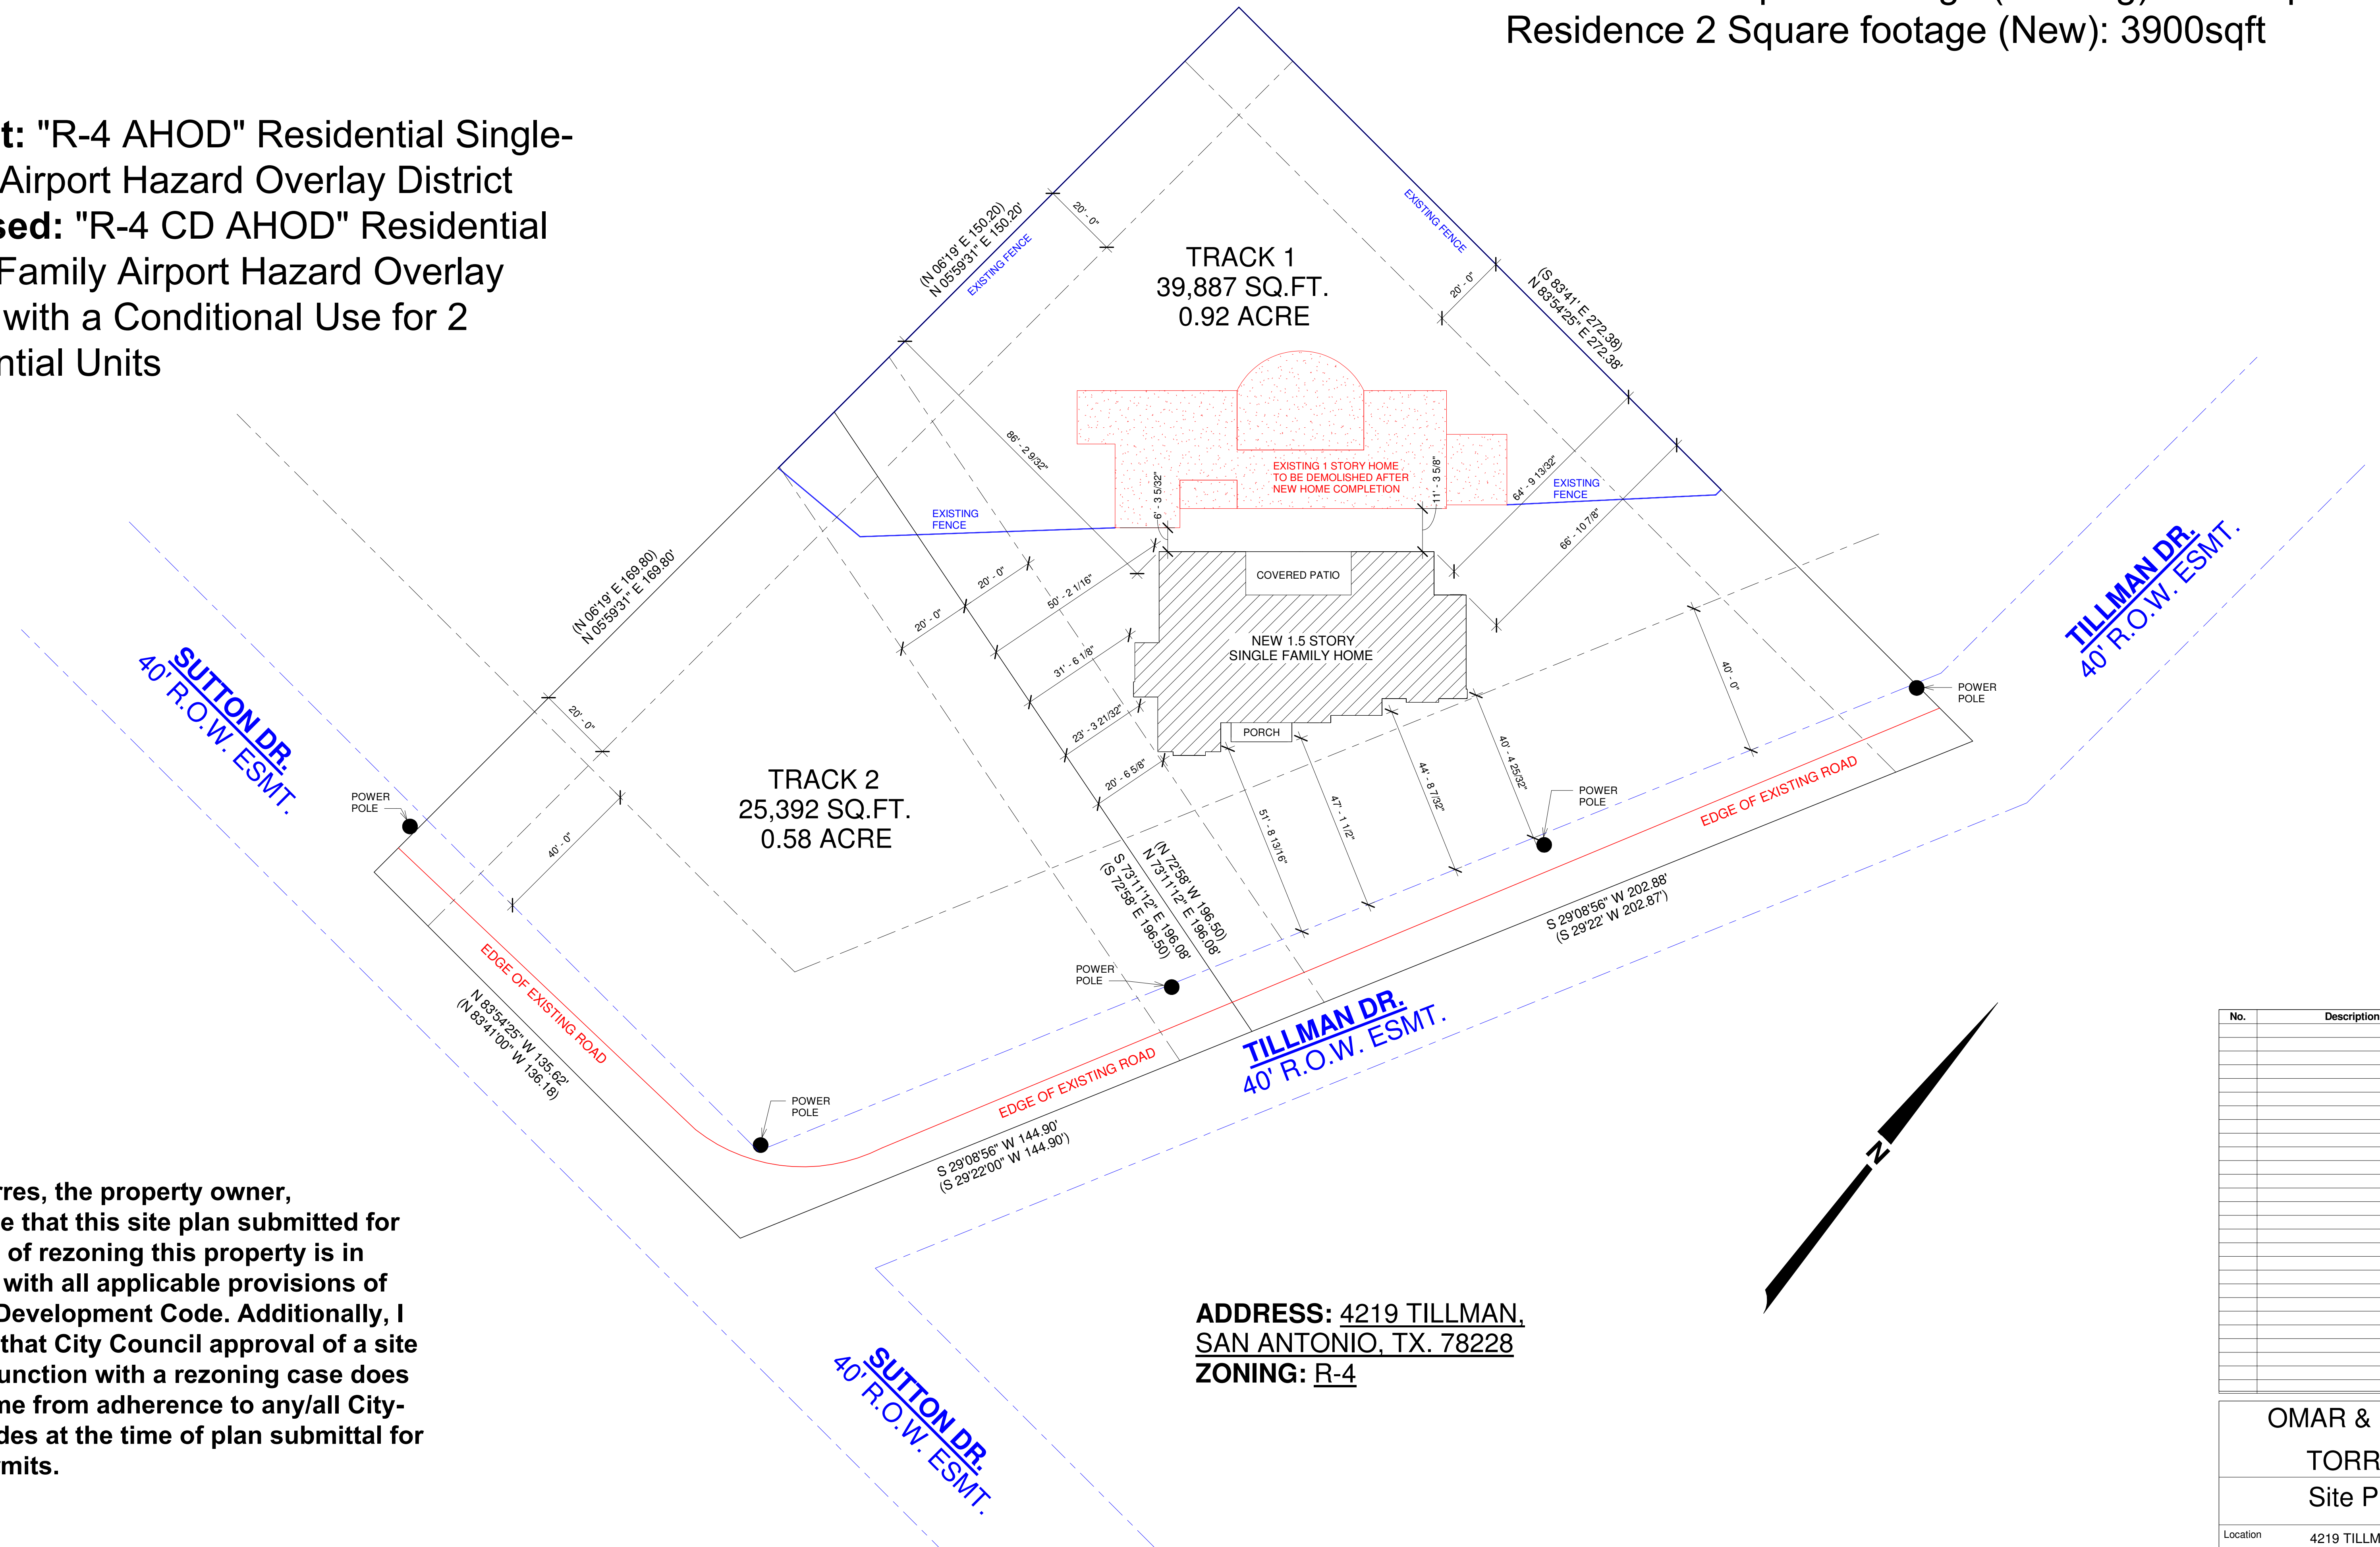 Residence 2 Square footage (New): 3900sqft
"R-4 AHOD" Residential Single-
Airport Hazard Overlay District
"R-4 CD AHOD" Residential
Family Airport Hazard Overlay
with a Conditional Use for 2
Units
(N 06'19' E 150.20)
N 05'59'31" E 150.20'
EXISTING FENCE
20' - 0"
EXISTING FENCE
20' - 0"
(S 83'41' E 272.38)
N 83'54'25" E 272.38'
TRACK 1
39,887 SQ.FT.
0.92 ACRE
86' - 2 9/32"
6' - 3 5/32"
EXISTING 1 STORY HOME
TO BE DEMOLISHED AFTER
NEW HOME COMPLETION
11' - 3 5/8"
64' - 9 13/32"
EXISTING
FENCE
66' - 10 7/8"
EXISTING
FENCE
(N 06'19' E 169.80)
N 05'59'31" E 169.80'
20' - 0"
20' - 0"
50' - 2 1/16"
31' - 6 1/8"
23' - 3 21/32"
20' - 6 5/8"
COVERED PATIO
NEW 1.5 STORY
SINGLE FAMILY HOME
PORCH
40' - 0"
TILLMAN DR.
40' R.O.W. ESMT.
POWER
POLE
SUTTON DR.
40' R.O.W. ESMT.
20' - 0"
POWER
POLE
40' - 0"
TRACK 2
25,392 SQ.FT.
0.58 ACRE
51' - 8 13/16"
47' - 1 1/2"
44' - 8 7/32"
40' - 4 25/32"
POWER
POLE
EDGE OF EXISTING ROAD
(N 72'58' W 196.50)
N 73'11'12" E 196.08'
S 73'11'12" E 196.08'
(S 72'58' E 196.50)
S 29'08'56" W 202.88'
(S 29'22' W 202.87')
POWER
POLE
TILLMAN DR.
40' R.O.W. ESMT.
EDGE OF EXISTING ROAD
N 83'54'25" W 135.62'
(N 83'41'00" W 136.18)
EDGE OF EXISTING ROAD
POWER
POLE
S 29'08'56" W 144.90'
(S 29'22'00" W 144.90')
N
No.
Description
the property owner,
that this site plan submitted for
of rezoning this property is in
with all applicable provisions of
Development Code. Additionally, I
that City Council approval of a site
with a rezoning case does
from adherence to any/all City-
at the time of plan submittal for
ADDRESS: 4219 TILLMAN,
SAN ANTONIO, TX. 78228
ZONING: R-4
SUTTON DR.
40' R.O.W. ESMT.
OMAR &
TORR
Site P
Location
4219 TILLM